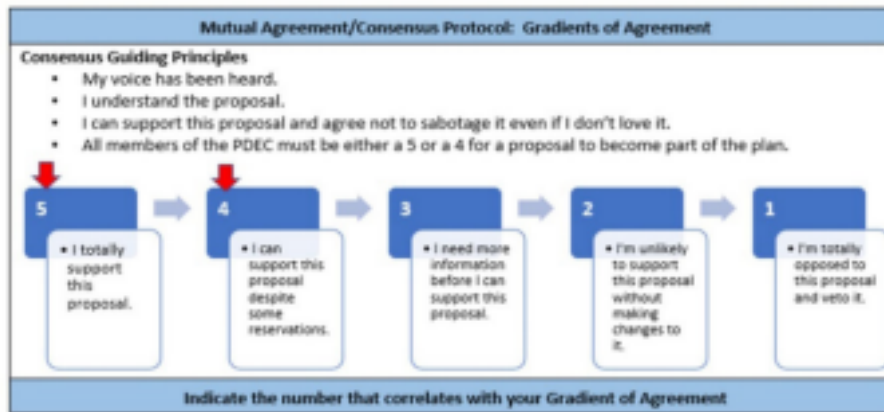 Mutual Agreement/Consensus Protocol: Gradients of Agreement
Consensus Guiding Principles
• My voice has been heard.
• I understand the proposal.
• I can support this proposal and agree not to sabotage it even if I don't love it.
• All members of the PDEC must be either a 5 or a 4 for a proposal to become part of the plan.
5
• I totally
support
this
proposal.
4
• I can
support this
proposal
despite
some
reservations.
3
• I need more
information
before I can
support this
proposal.
2
• I'm unlikely
to support
this proposal
without
making
changes to
it.
1
• I'm totally
opposed to
this proposal
and veto it.
Indicate the number that correlates with your Gradient of Agreement